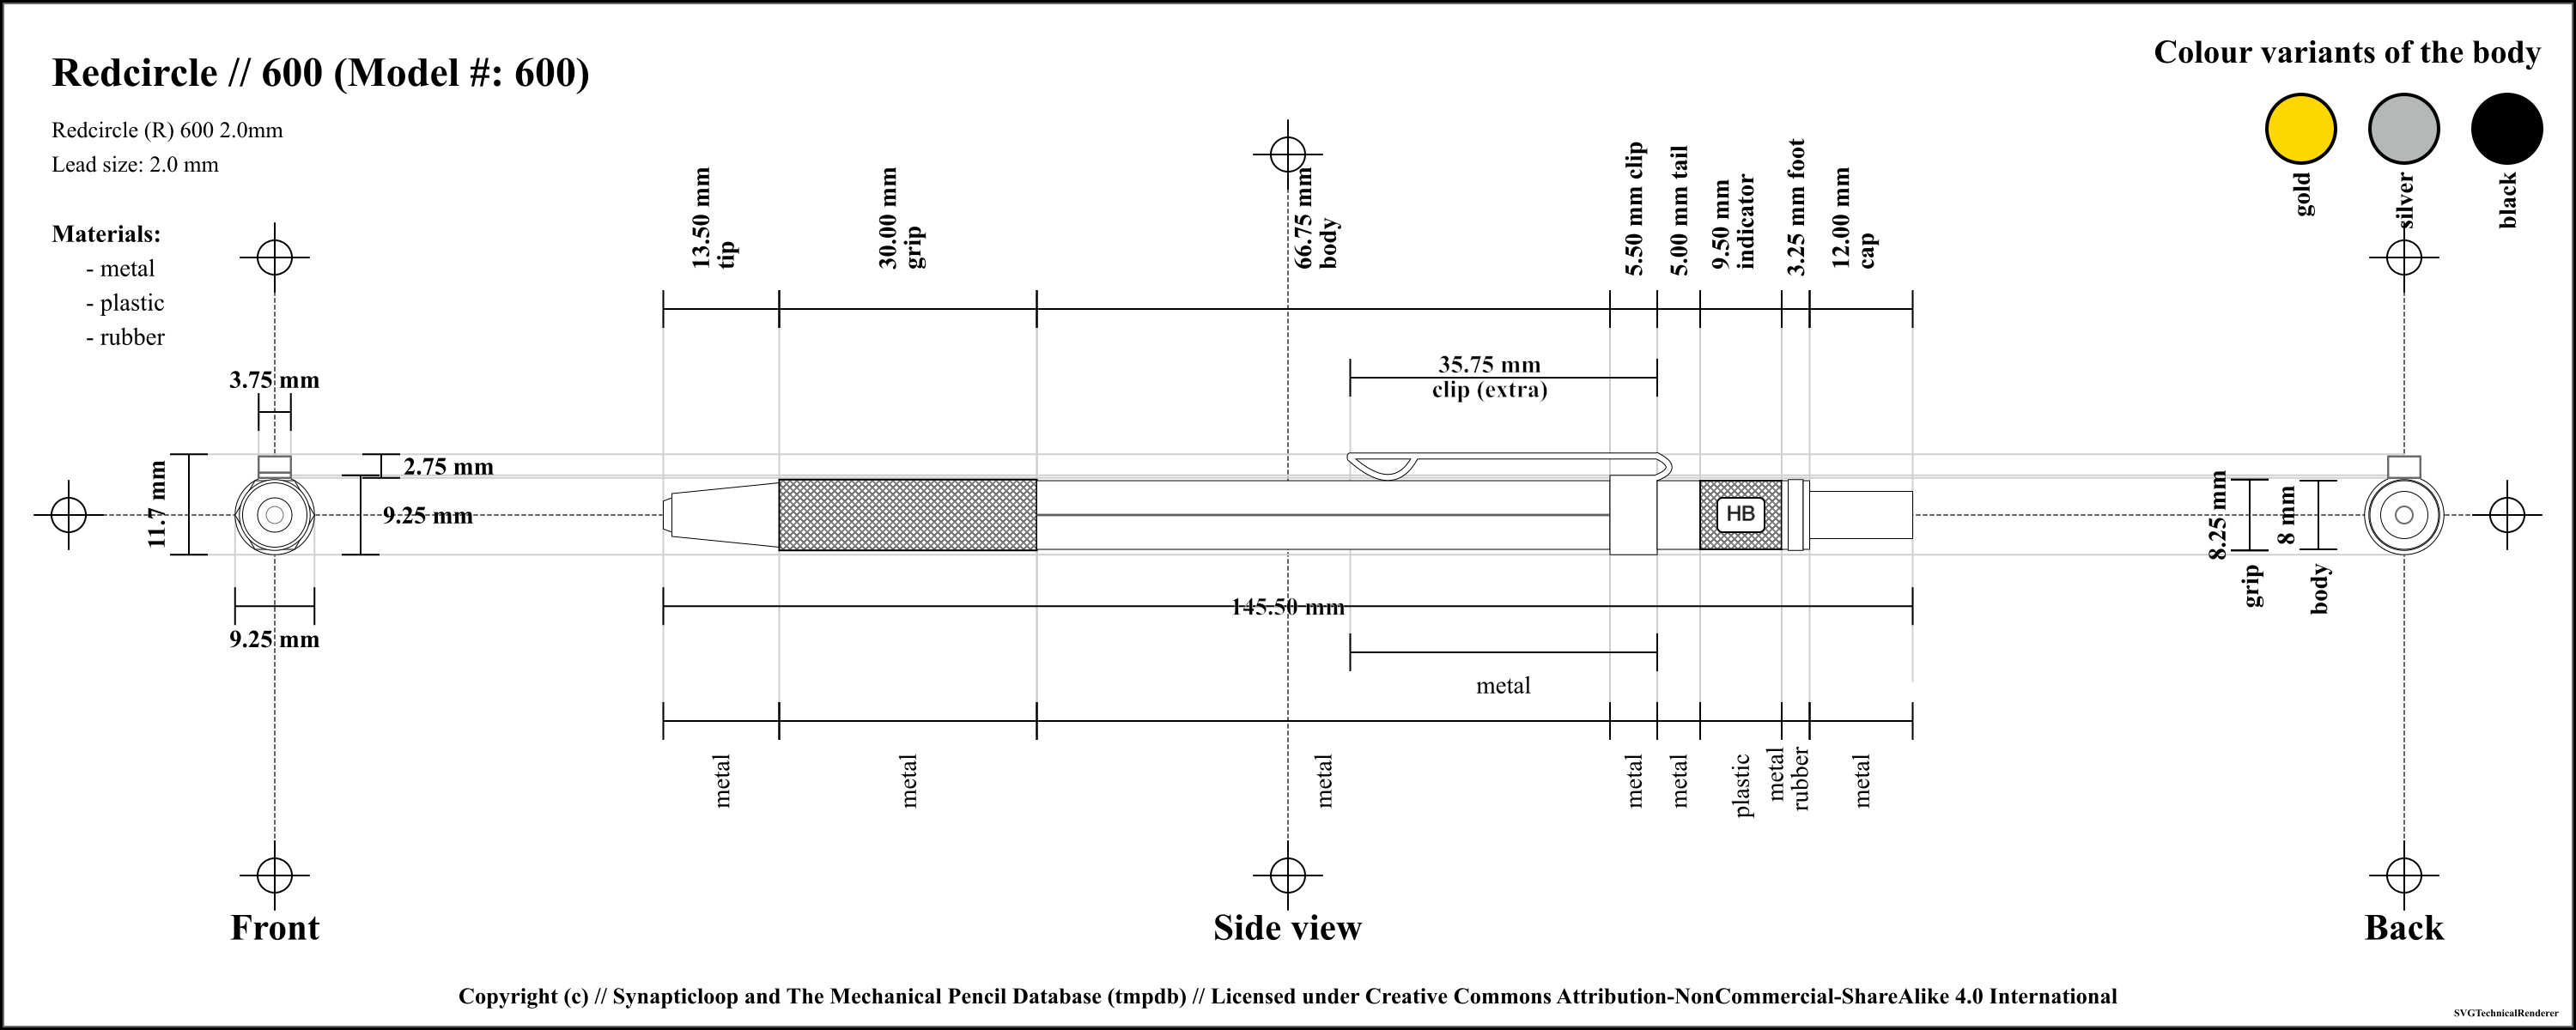 Redcircle // 600 (Model #: 600)
Redcircle (R) 600 2.0mm
Lead size: 2.0 mm
Materials:
- metal
- plastic
- rubber
Colour variants of the body
gold
silver
black
13.50 mm
tip
30.00 mm
grip
66.75 mm
body
5.50 mm clip
5.00 mm tail
9.50 mm
indicator
3.25 mm foot
12.00 mm
cap
35.75 mm
clip (extra)
3.75 mm
2.75 mm
11.7 mm
9.25 mm
9.25 mm
HB
8.25 mm
grip
8 mm
body
145.50 mm
metal
metal
metal
metal
metal
metal
plastic
metal
rubber
metal
Front
Side view
Back
Copyright (c) // Synapticloop and The Mechanical Pencil Database (tmpdb) // Licensed under Creative Commons Attribution-NonCommercial-ShareAlike 4.0 International
SVGTechnicalRenderer